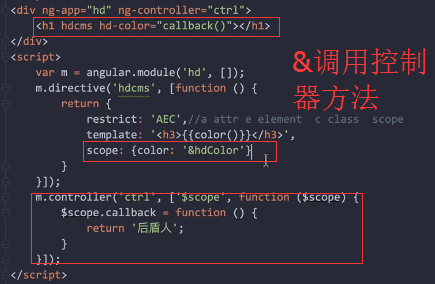 <div ng-app="hd" ng-controller="ctrl">
<h1 hdcms hd-color="callback()"></h1>
</div>
<script>
var m = angular.module('hd', []);
m.directive('hdcms', [function () {
return {
restrict: 'AEC',//a attr e element  c class  scope
template: '<h3>{{color()}}</h3>',
scope: {color: '&hdColor'}
}
}]);
m.controller('ctrl', ['$scope', function ($scope) {
$scope.callback = function () {
return '后盾人';
}
}]);
</script>
&调用控制
器方法